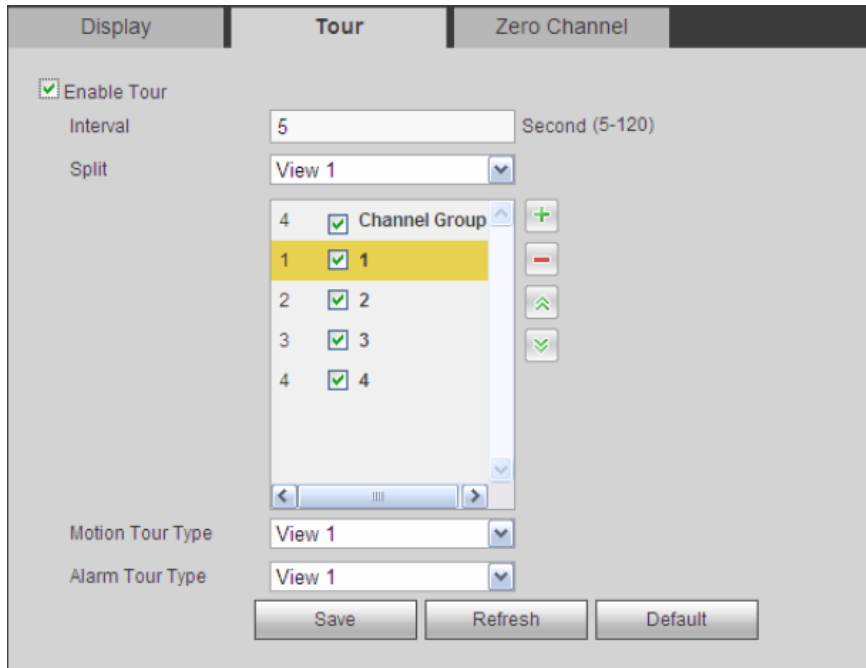 Display Tour Zero Channel
Enable Tour
Interval 5 Second (5-120)
Split View 1
4 Channel Group
1 1
2 2
3 3
4 4
Motion Tour Type View 1
Alarm Tour Type View 1
Save Refresh Default